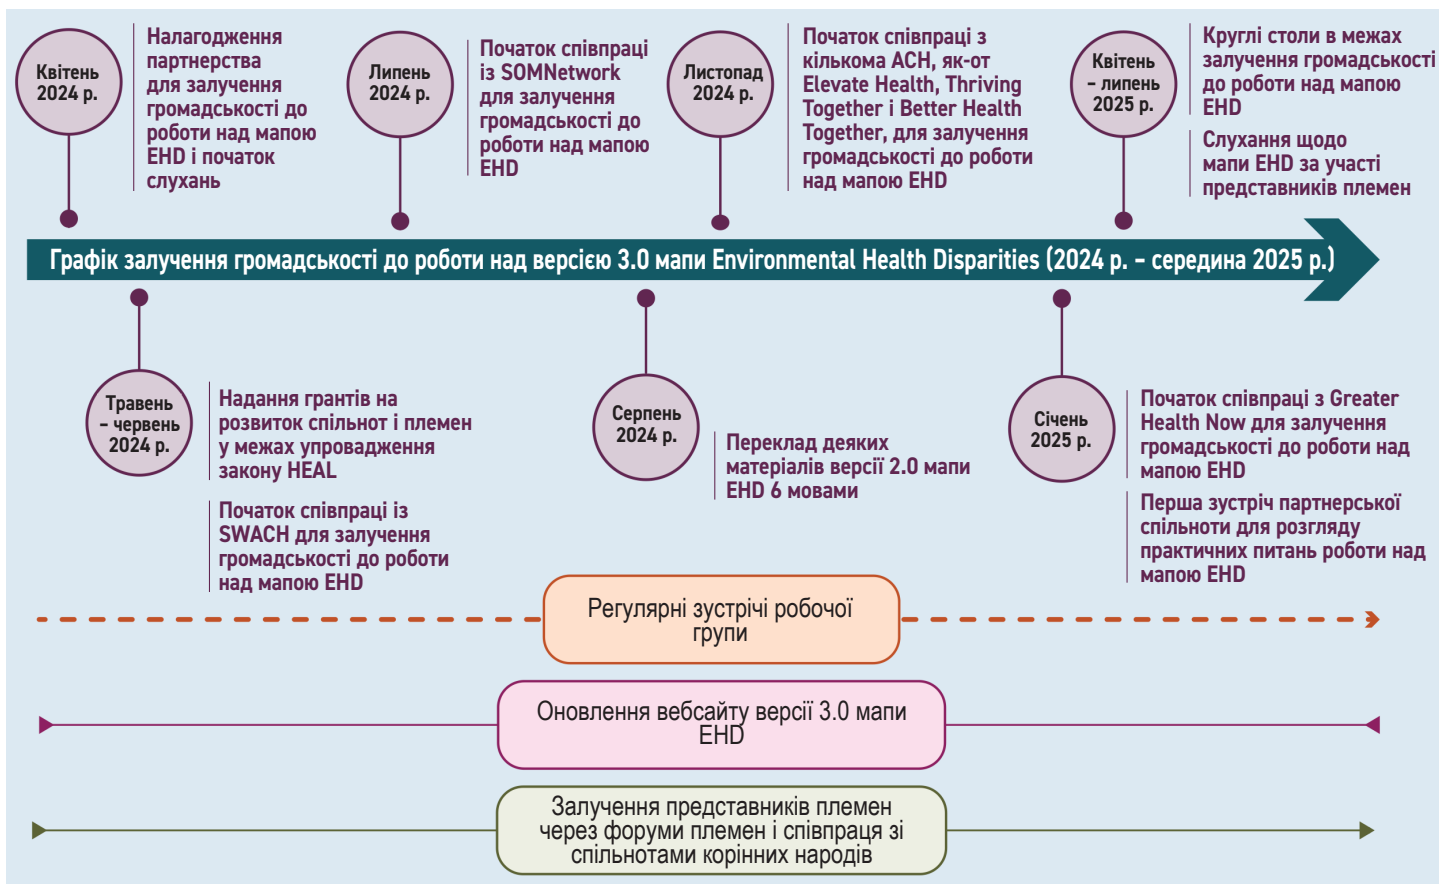 Квітень
2024 р.
Налагодження
партнерства
для залучення
громадськості до
роботи над мапою
EHD і початок
слухань
Липень
2024 р.
Початок співпраці
із SOMNetwork
для залучення
громадськості до
роботи над мапою
EHD
Листопад
2024 р.
Початок співпраці з
кількома ACH, як-от
Elevate Health, Thriving
Together і Better Health
Together, для залучення
громадськості до роботи
над мапою EHD
Квітень
– липень
2025 р.
Круглі столи в межах
залучення громадськості
до роботи над мапою
EHD
Слухання щодо
мапи EHD за участі
представників племен
Графік залучення громадськості до роботи над версією 3.0 мапи Environmental Health Disparities (2024 р. – середина 2025 р.)
Травень
– червень
2024 р.
Надання грантів на
розвиток спільнот і племен
у межах упровадження
закону HEAL
Початок співпраці із
SWACH для залучення
громадськості до роботи
над мапою EHD
Серпень
2024 р.
Переклад деяких
матеріалів версії 2.0 мапи
EHD 6 мовами
Січень
2025 р.
Початок співпраці з Greater
Health Now для залучення
громадськості до роботи над
мапою EHD
Перша зустріч партнерської
спільноти для розгляду
практичних питань роботи над
мапою EHD
Регулярні зустрічі робочої
групи
Оновлення вебсайту версії 3.0 мапи
EHD
Залучення представників племен
через форуми племен і співпраця зі
спільнотами корінних народів